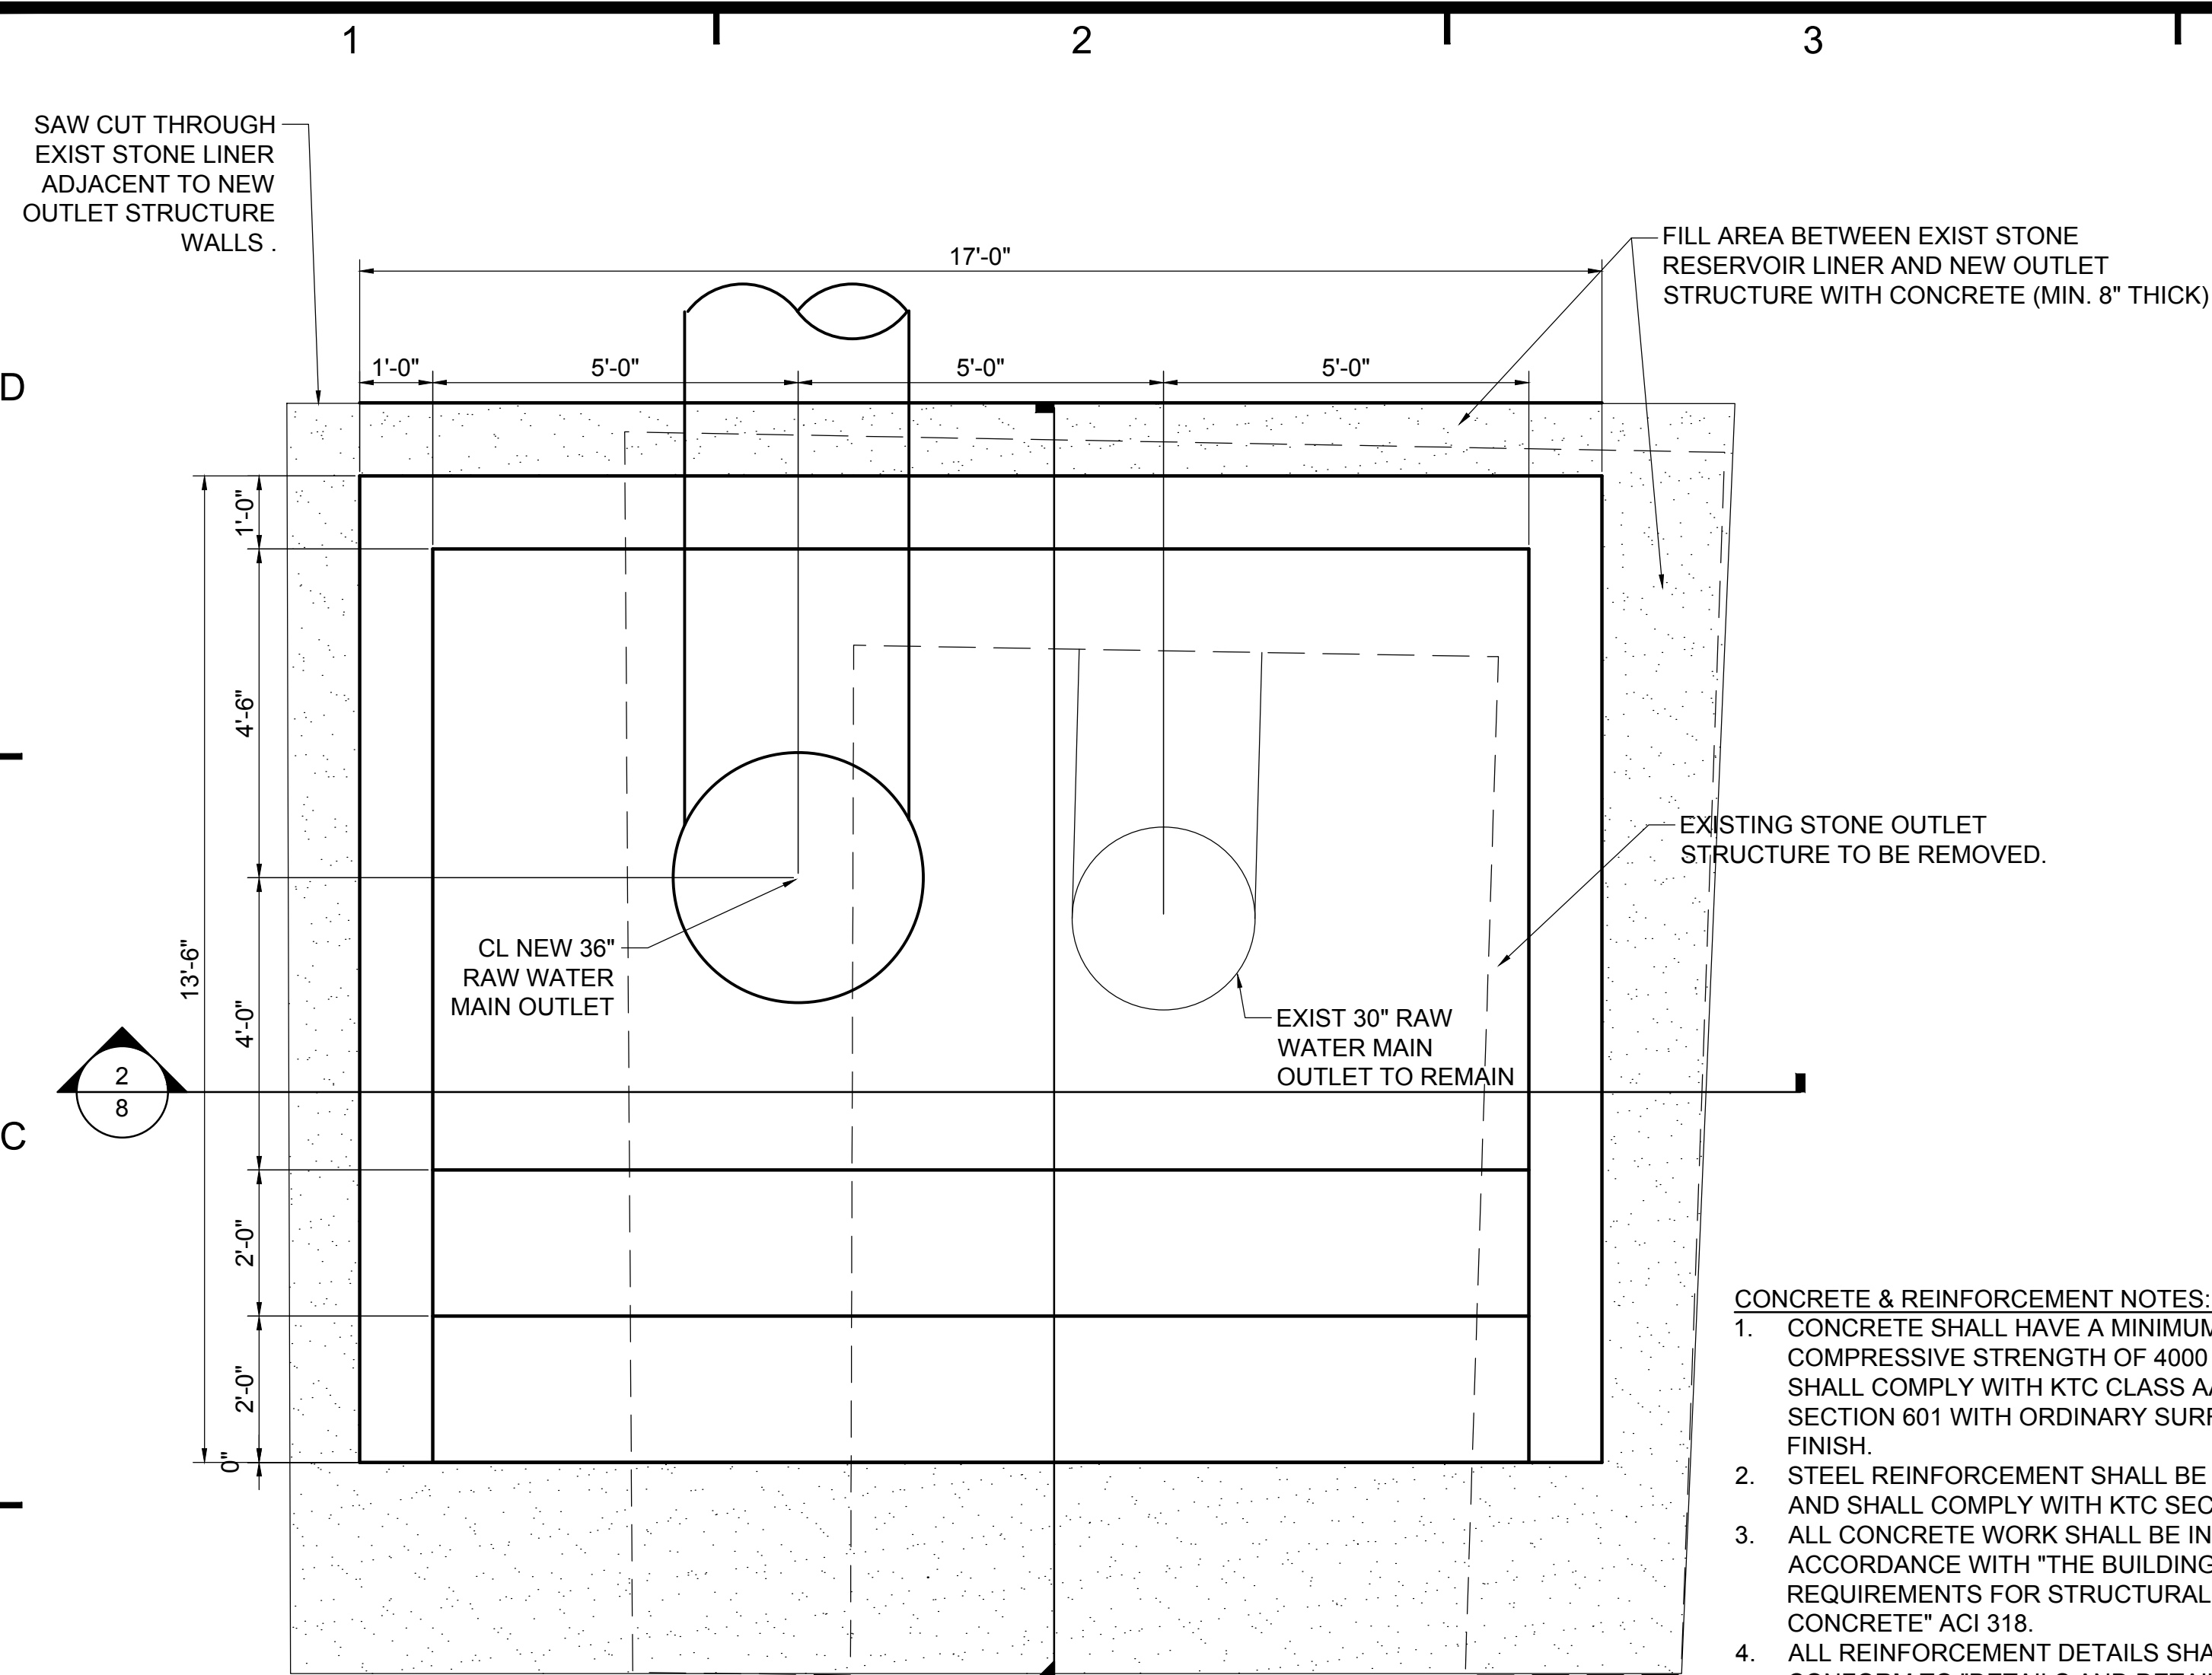 1
2
3
SAW CUT THROUGH
EXIST STONE LINER
ADJACENT TO NEW
OUTLET STRUCTURE
WALLS .
17'-0"
FILL AREA BETWEEN EXIST STONE
RESERVOIR LINER AND NEW OUTLET
STRUCTURE WITH CONCRETE (MIN. 8" THICK)
D
1'-0"
5'-0"
5'-0"
5'-0"
1'-0"
4'-6"
EXISTING STONE OUTLET
STRUCTURE TO BE REMOVED.
13'-6"
4'-0"
CL NEW 36"
RAW WATER
MAIN OUTLET
EXIST 30" RAW
WATER MAIN
OUTLET TO REMAIN
2
8
C
2'-0"
2'-0"
0"
CONCRETE & REINFORCEMENT NOTES:
1. CONCRETE SHALL HAVE A MINIMUM
COMPRESSIVE STRENGTH OF 4000
SHALL COMPLY WITH KTC CLASS AA
SECTION 601 WITH ORDINARY SURF
FINISH.
2. STEEL REINFORCEMENT SHALL BE
AND SHALL COMPLY WITH KTC SEC
3. ALL CONCRETE WORK SHALL BE IN
ACCORDANCE WITH "THE BUILDING
REQUIREMENTS FOR STRUCTURAL
CONCRETE" ACI 318.
4. ALL REINFORCEMENT DETAILS SHA